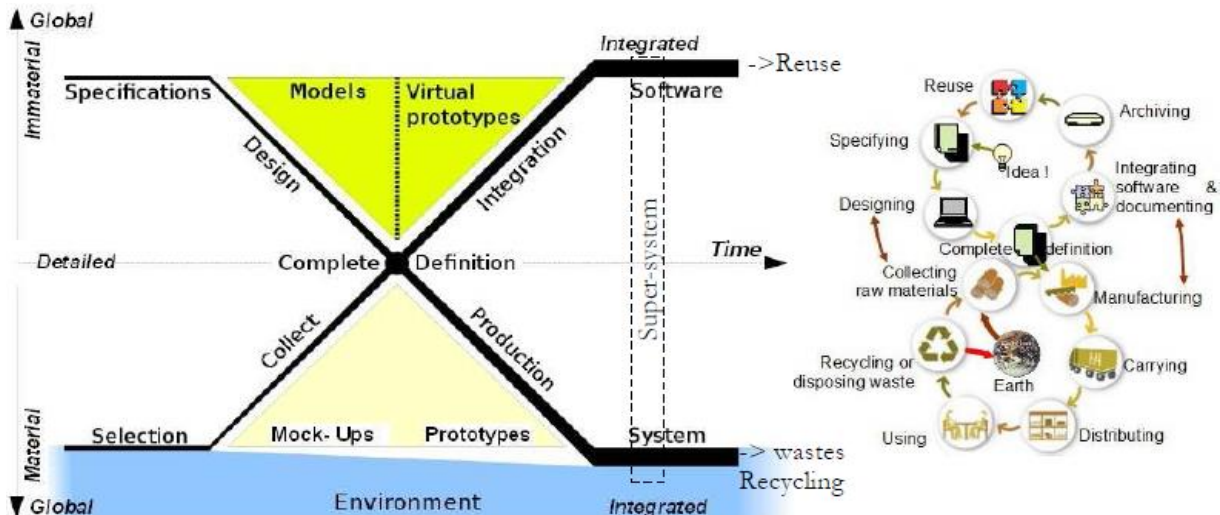 Global
Immaterial
Specifications
Models
Virtual
prototypes
Integrated
->Reuse
Software
Design
Integration
Detailed
Complete Definition
Time
Super-system
Collect
Production
Material
Selection
Mock- Ups
Prototypes
System
-> wastes
Recycling
Global
Environment
Integrated
Reuse
Archiving
Specifying
Idea !
Integrating
software &
documenting
Designing
Complete definition
Collecting
raw materials
Manufacturing
Recycling or
disposing waste
Earth
Carrying
Using
Distributing